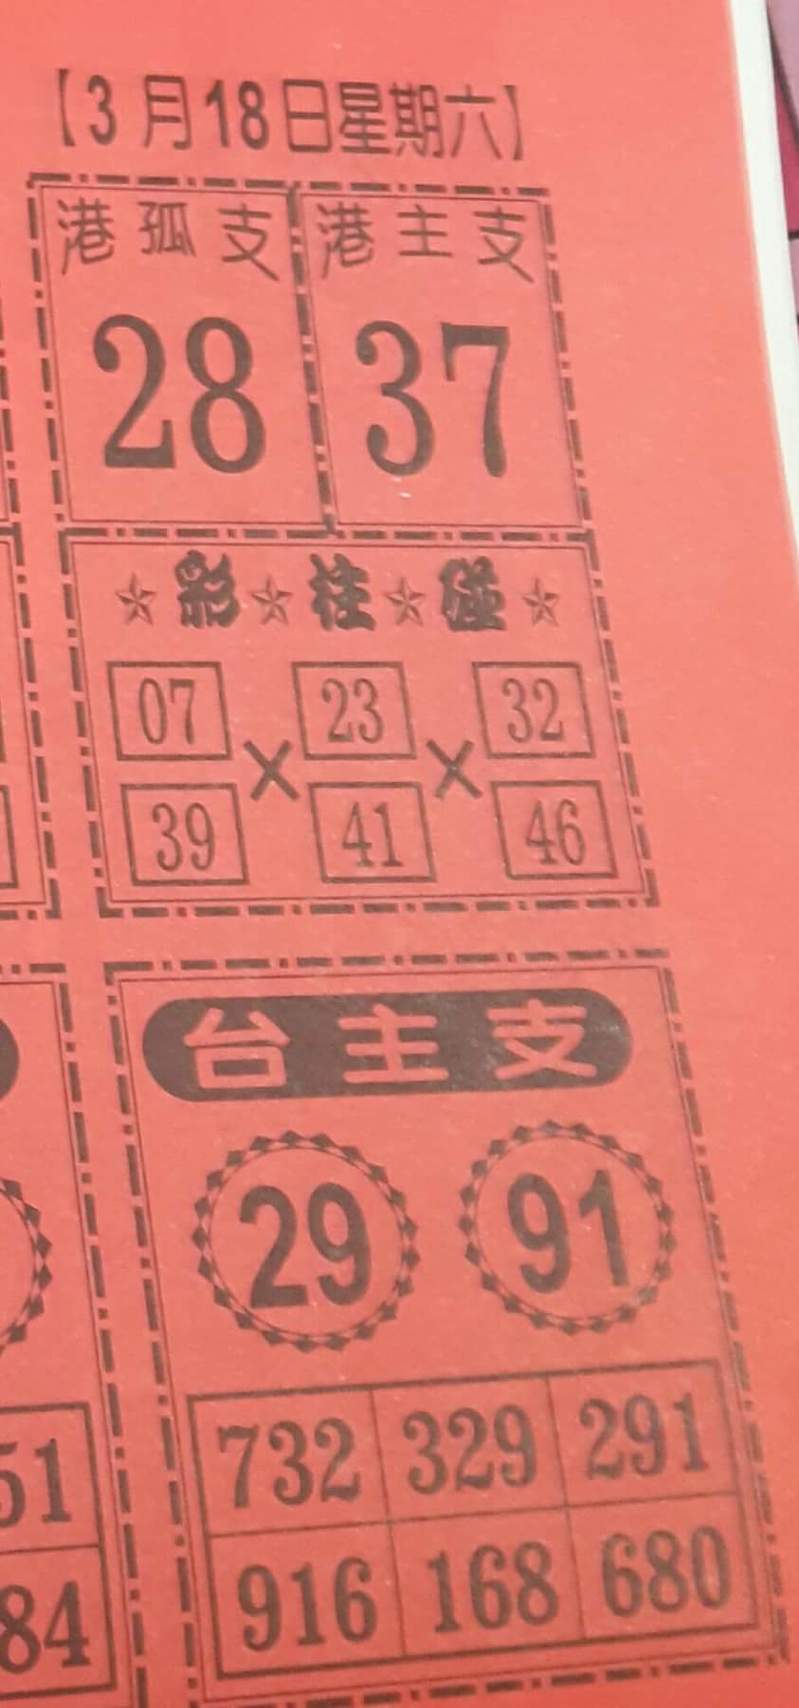 【3月18日星期六】
港孤支 港主支
28 37
☆彩☆柱☆碰☆
07 23 32
× ×
39 41 46
台主支
29 91
732 329 291
51
916 168 680
84